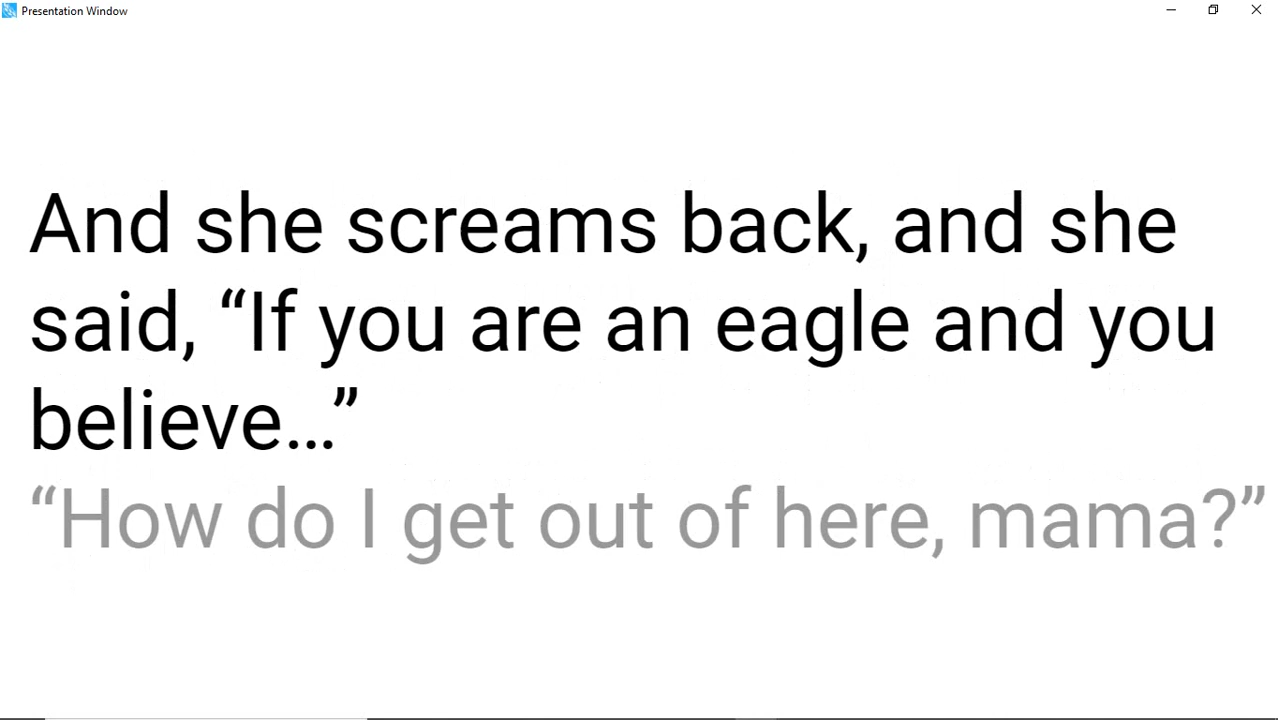 Presentation Window
And she screams back, and she
said, “If you are an eagle and you
believe...”
“How do I get out of here, mama?”